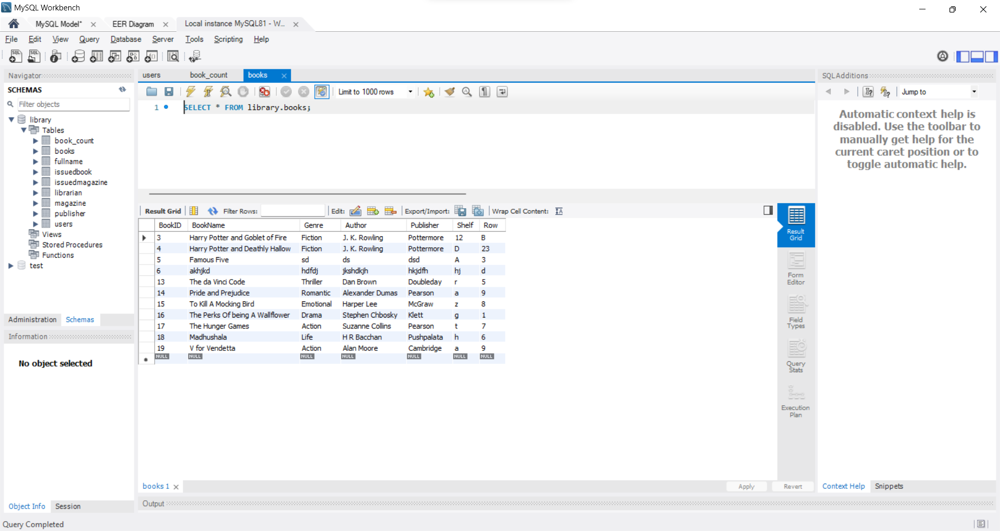 MySQL Workbench
MySQL Model* EER Diagram Local instance MySQL81 - W...
File Edit View Query Database Server Tools Scripting Help
Navigator
SCHEMAS
Filter objects
library
Tables
book_count
books
fullname
issuedbook
issuedmagazine
librarian
magazine
publisher
users
Views
Stored Procedures
Functions
test
Administration Schemas
Information
No object selected
Object Info Session
users book_count books
Limit to 1000 rows
1 SELECT * FROM library.books;
Result Grid Filter Rows: Edit: Export/Import: Wrap Cell Content:
BookID BookName Genre Author Publisher Shelf Row
3 Harry Potter and Goblet of Fire Fiction J. K. Rowling Pottermore 12 B
4 Harry Potter and Deathly Hallow Fiction J. K. Rowling Pottermore D 23
5 Famous Five sd ds dsd A 3
6 akhjkd hdfdj jkshdkjh hkjdfh hj d
13 The da Vinci Code Thriller Dan Brown Doubleday r 5
14 Pride and Prejudice Romantic Alexander Dumas Pearson a 9
15 To Kill A Mocking Bird Emotional Harper Lee McGraw z 8
16 The Perks Of being A Wallflower Drama Stephen Chbosky Klett g 1
17 The Hunger Games Action Suzanne Collins Pearson t 7
18 Madhushala Life H R Bacchan Pushpalata h 6
19 V for Vendetta Action Alan Moore Cambridge a 9
NULL NULL NULL NULL NULL NULL NULL
Result
Grid
Form
Editor
Field
Types
Query
Stats
Execution
Plan
books 1 Apply Revert
Output
SQLAdditions
Jump to
Automatic context help is
disabled. Use the toolbar to
manually get help for the
current caret position or to
toggle automatic help.
Context Help Snippets
Query Completed